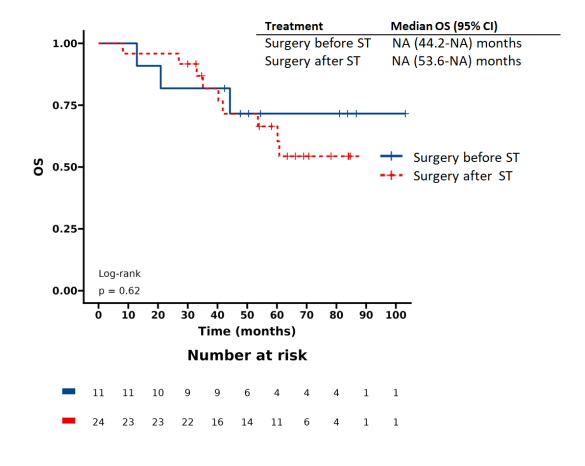 Treatment Median OS (95% CI)
Surgery before ST NA (44.2-NA) months
Surgery after ST NA (53.6-NA) months
1.00
0.75
0.50
0.25
0.00
OS
Surgery before ST
Surgery after ST
Log-rank
p = 0.62
0 10 20 30 40 50 60 70 80 90 100
Time (months)
Number at risk
11 11 10 9 9 6 4 4 4 1 1
24 23 23 22 16 14 11 6 4 1 1